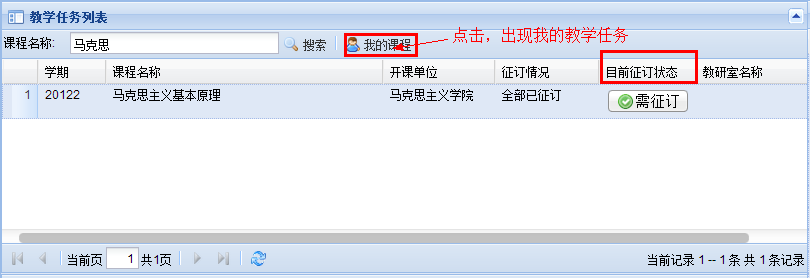 教学任务列表
课程名称: 马克思 搜索 我的课程 点击，出现我的教学任务
学期 课程名称 开课单位 征订情况 目前征订状态 教研室名称
1 20122 马克思主义基本原理 马克思主义学院 全部已征订 需征订
当前页 1 共1页 当前记录 1 -- 1 条 共 1 条记录